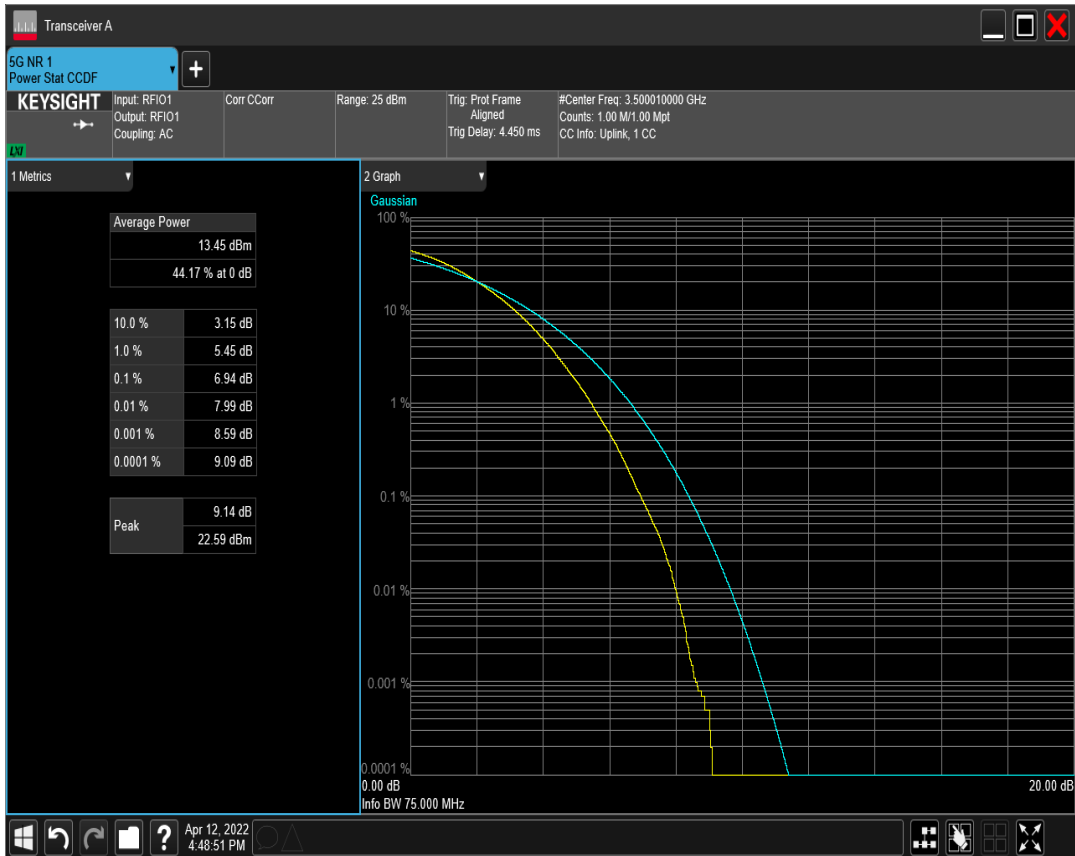 Transceiver A
5G NR 1
Power Stat CCDF
+
KEYSIGHT
LXI
Input: RFIO1
Output: RFIO1
Coupling: AC
Corr CCorr
Range: 25 dBm
Trig: Prot Frame
Aligned
Trig Delay: 4.450 ms
#Center Freq: 3.500010000 GHz
Counts: 1.00 M/1.00 Mpt
CC Info: Uplink, 1 CC
1 Metrics
Average Power
13.45 dBm
44.17 % at 0 dB
10.0 % 3.15 dB
1.0 % 5.45 dB
0.1 % 6.94 dB
0.01 % 7.99 dB
0.001 % 8.59 dB
0.0001 % 9.09 dB
Peak
9.14 dB
22.59 dBm
2 Graph
Gaussian
100 %
10 %
1 %
0.1 %
0.01 %
0.001 %
0.0001 %
0.00 dB 20.00 dB
Info BW 75.000 MHz
?
Apr 12, 2022
4:48:51 PM